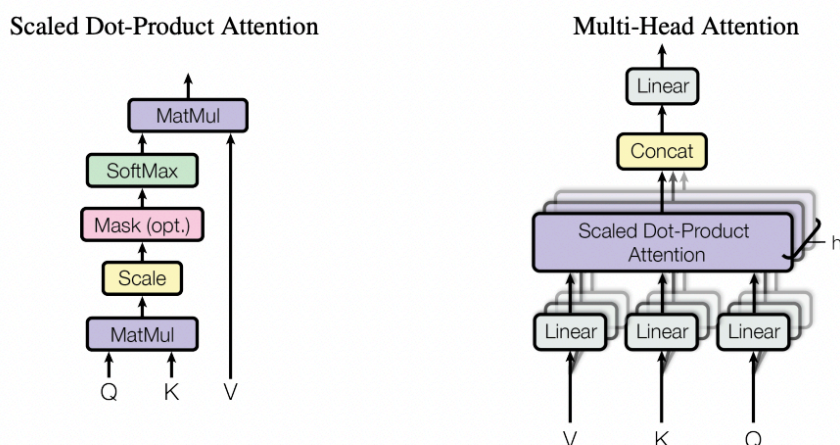 Scaled Dot-Product Attention
MatMul
SoftMax
Mask (opt.)
Scale
MatMul
Q K V
Multi-Head Attention
Linear
Concat
Scaled Dot-Product
Attention
h
Linear Linear Linear
V K Q